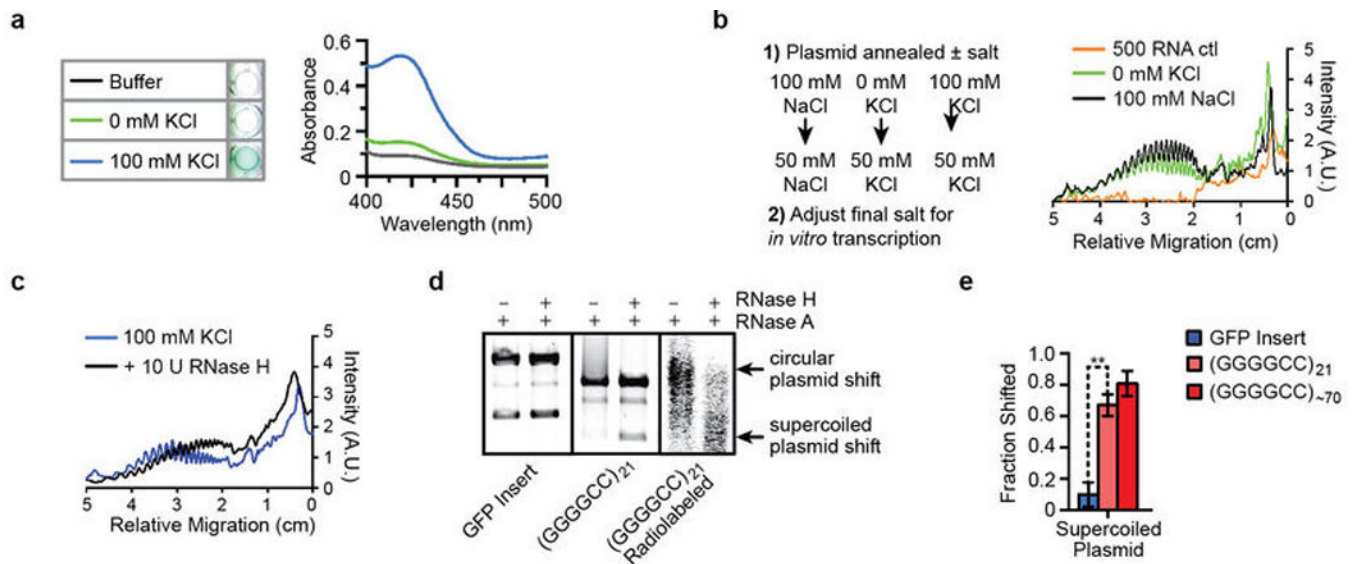 a
Buffer
0 mM KCl
100 mM KCl
Absorbance
0.6
0.4
0.2
0
400
450
500
Wavelength (nm)
b
1) Plasmid annealed ± salt
100 mM 0 mM 100 mM
NaCl KCl KCl
50 mM 50 mM 50 mM
NaCl KCl KCl
2) Adjust final salt for
in vitro transcription
500 RNA ctl
0 mM KCl
100 mM NaCl
5
4
3
2
1
0
Intensity (A.U.)
5 4 3 2 1 0
Relative Migration (cm)
c
100 mM KCl
+ 10 U RNase H
5
4
3
2
1
0
Intensity (A.U.)
5 4 3 2 1 0
Relative Migration (cm)
d
– + – + – + RNase H
+ + + + + + RNase A
circular
plasmid shift
supercoiled
plasmid shift
GFP Insert
(GGGGCC)21
(GGGGCC)21
Radiolabeled
e
GFP Insert
(GGGGCC)21
(GGGGCC)~70
Fraction Shifted
1.0
0.8
0.6
0.4
0.2
0
**
Supercoiled
Plasmid